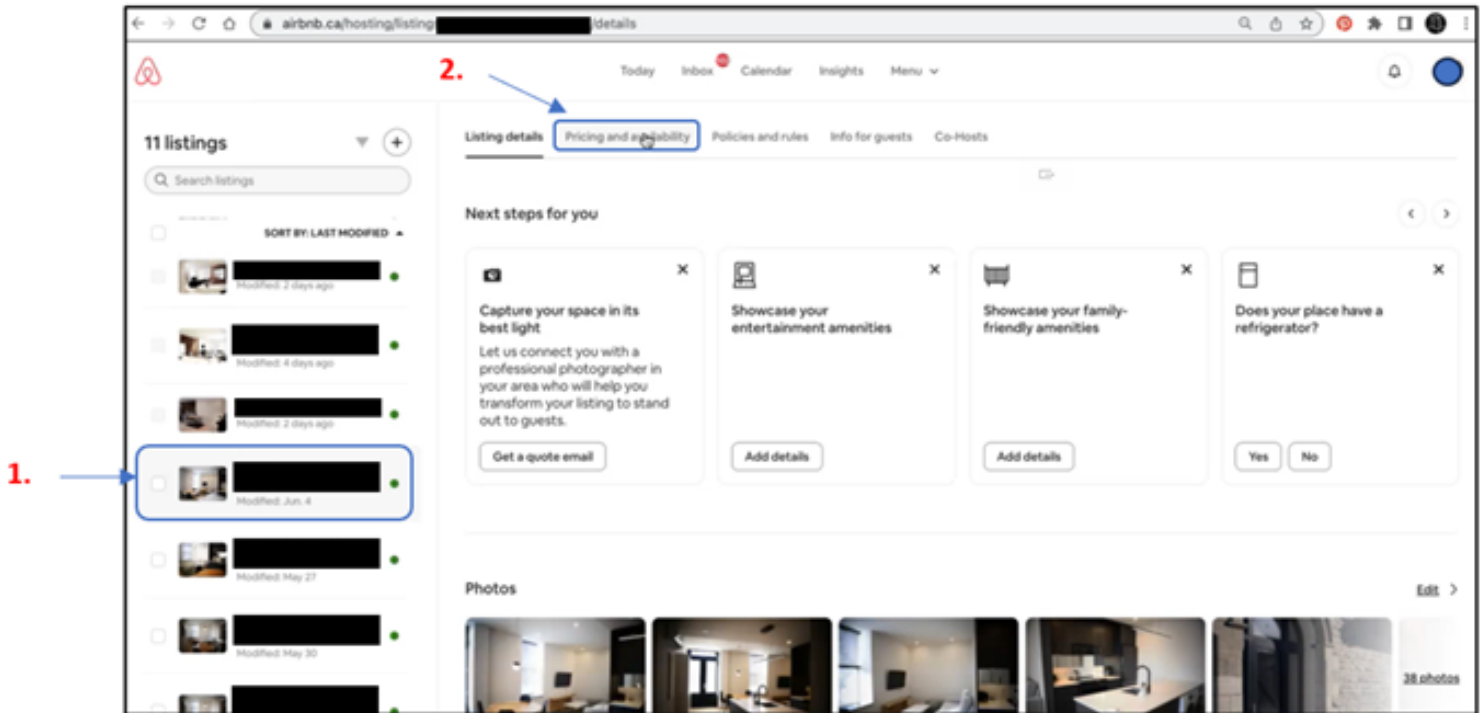 airbnb.ca/hosting/listing
/details
2.
Today Inbox Calendar Insights Menu
11 listings
Search listings
SORT BY: LAST MODIFIED
Modified: 2 days ago
Modified: 4 days ago
Modified: 2 days ago
1.
Modified: Jun. 4
Modified: May 27
Modified: May 30
Listing details Pricing and availability Policies and rules Info for guests Co-Hosts
Next steps for you
Capture your space in its
best light
Let us connect you with a
professional photographer in
your area who will help you
transform your listing to stand
out to guests.
Get a quote email
Showcase your
entertainment amenities
Add details
Showcase your family-
friendly amenities
Add details
Does your place have a
refrigerator?
Yes No
Photos
Edit
38 photos